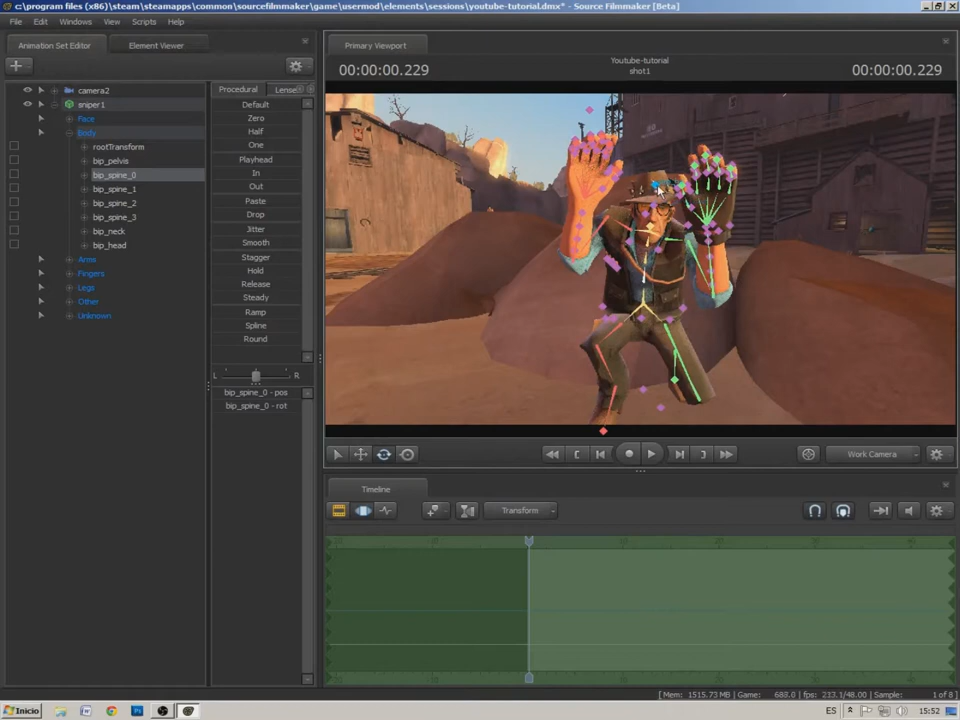 c:\program files (x86)\steam\steamapps\common\sourcefilmmaker\game\usermod\elements\sessions\youtube-tutorial.dmx* - Source Filmmaker [Beta]
File Edit Windows View Scripts Help
Animation Set Editor Element Viewer
Primary Viewport
00:00:00.229
Youtube-tutorial
shot1
00:00:00.229
camera2
sniper1
Face
Body
rootTransform
bip_pelvis
bip_spine_0
bip_spine_1
bip_spine_2
bip_spine_3
bip_neck
bip_head
Arms
Fingers
Legs
Other
Unknown
Procedural Lense
Default
Zero
Half
One
Playhead
In
Out
Paste
Drop
Jitter
Smooth
Stagger
Hold
Release
Steady
Ramp
Spline
Round
L R
bip_spine_0 - pos
bip_spine_0 - rot
Work Camera
Timeline
Transform
[Mem: 1515.73 MB| Game: 683.0 / fps: 233.1/48.00 | Sample: 1 of 8]
Inicio
ES
15:52